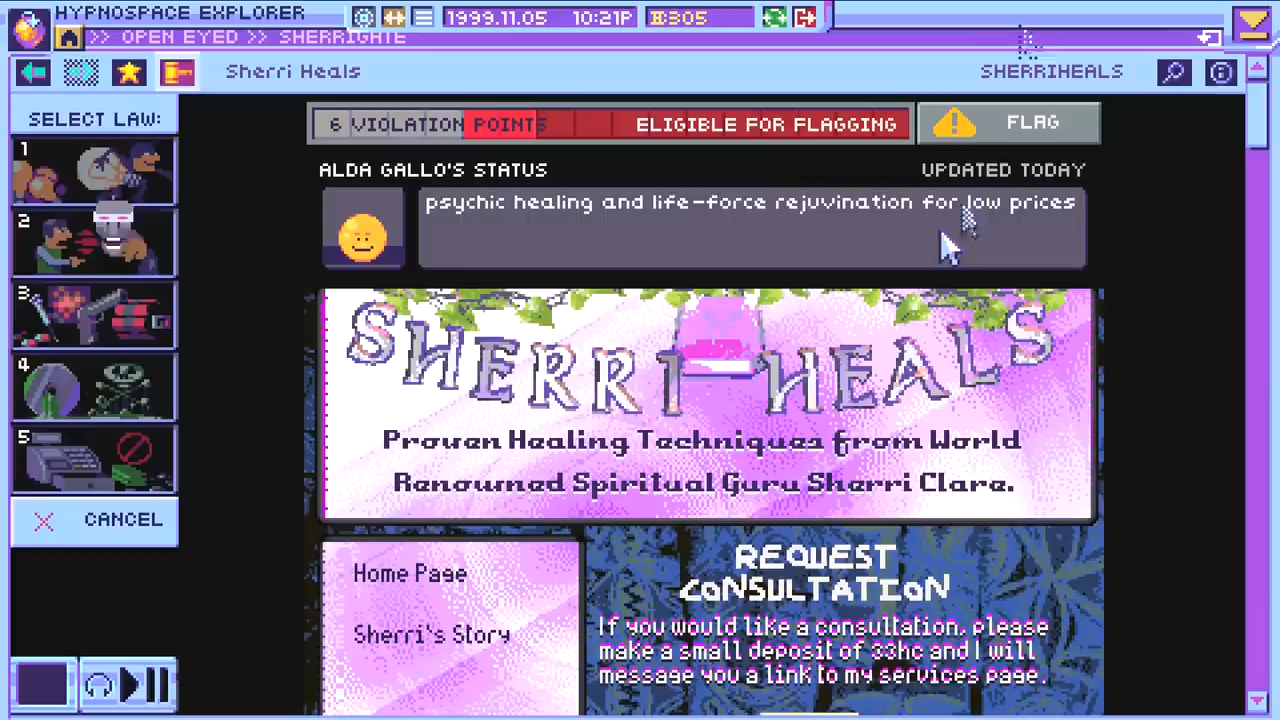 HYPNOSPACE EXPLORER
1999.11.05 10:21P
305
>> OPEN EYED >> SHERRIGATE
Sherri Heals
SHERRIHEALS
SELECT LAW:
1
2
3
4
5
CANCEL
6 VIOLATION POINTS
ELIGIBLE FOR FLAGGING
FLAG
ALDA GALLO'S STATUS
UPDATED TODAY
psychic healing and life-force rejuvination for low prices
SHERRI HEALS
Proven Healing Techniques from World
Renowned Spiritual Guru Sherri Clare.
Home Page
Sherri's Story
REQUEST
CONSULTATION
If you would like a consultation, please
make a small deposit of 33hc and I will
message you a link to my services page.